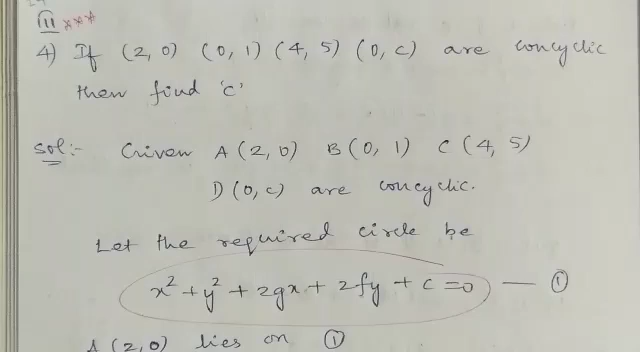 111 ***
4) If (2, 0) (0, 1) (4, 5) (0, c) are concyclic
then find 'c'
Sol:- Given A (2, 0) B (0, 1) C (4, 5)
D (0, c) are concyclic.
Let the required circle be
x² + y² + 2gx + 2fy + c = 0 — ①
A (2, 0) lies on ①